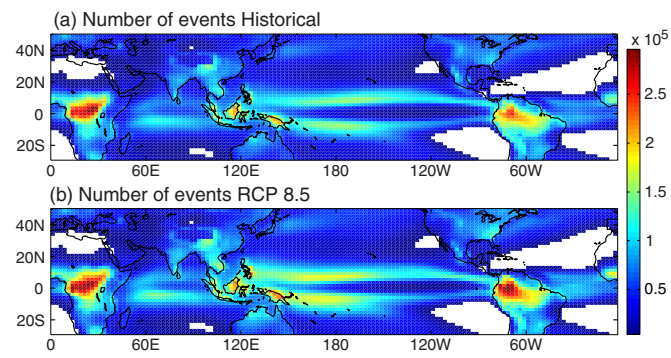 (a) Number of events Historical
x 10⁵
40N
20N
0
20S
0 60E 120E 180 120W 60W
(b) Number of events RCP 8.5
40N
20N
0
20S
0 60E 120E 180 120W 60W
2.5
2
1.5
1
0.5